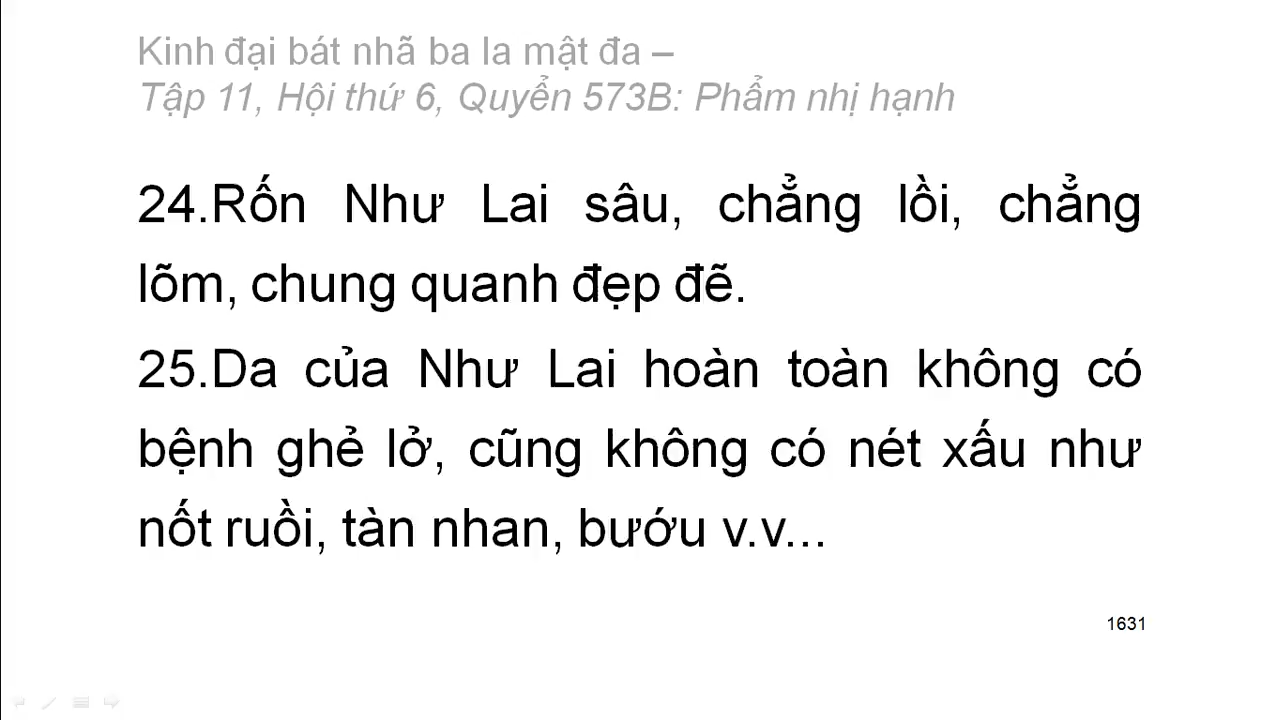 Kinh đại bát nhã ba la mật đa –
Tập 11, Hội thứ 6, Quyển 573B: Phẩm nhị hạnh
24.Rốn Như Lai sâu, chẳng lồi, chẳng
lõm, chung quanh đẹp đẽ.
25.Da của Như Lai hoàn toàn không có
bệnh ghẻ lở, cũng không có nét xấu như
nốt ruồi, tàn nhan, bướu v.v...
1631